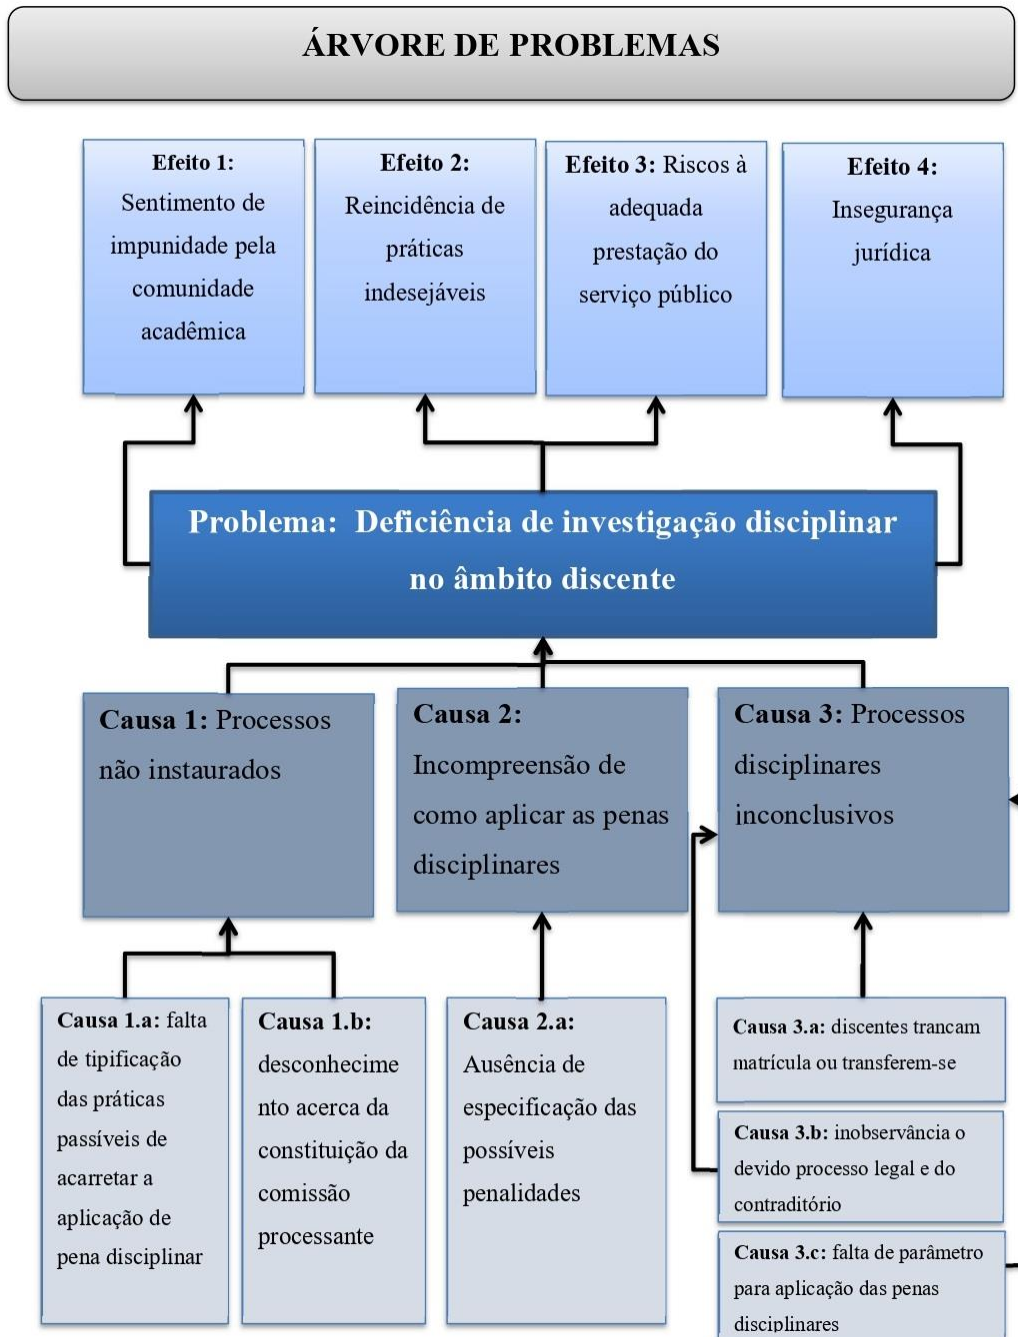 ÁRVORE DE PROBLEMAS
Efeito 1:
Sentimento de
impunidade pela
comunidade
acadêmica
Efeito 2:
Reincidência de
práticas
indesejáveis
Efeito 3: Riscos à
adequada
prestação do
serviço público
Efeito 4:
Insegurança
jurídica
Problema: Deficiência de investigação disciplinar
no âmbito discente
Causa 1: Processos
não instaurados
Causa 2:
Incompreensão de
como aplicar as penas
disciplinares
Causa 3: Processos
disciplinares
inconclusivos
Causa 1.a: falta
de tipificação
das práticas
passíveis de
acarretar a
aplicação de
pena disciplinar
Causa 1.b:
desconhecime
nto acerca da
constituição da
comissão
processante
Causa 2.a:
Ausência de
especificação das
possíveis
penalidades
Causa 3.a: discentes trancam
matrícula ou transferem-se
Causa 3.b: inobservância o
devido processo legal e do
contraditório
Causa 3.c: falta de parâmetro
para aplicação das penas
disciplinares